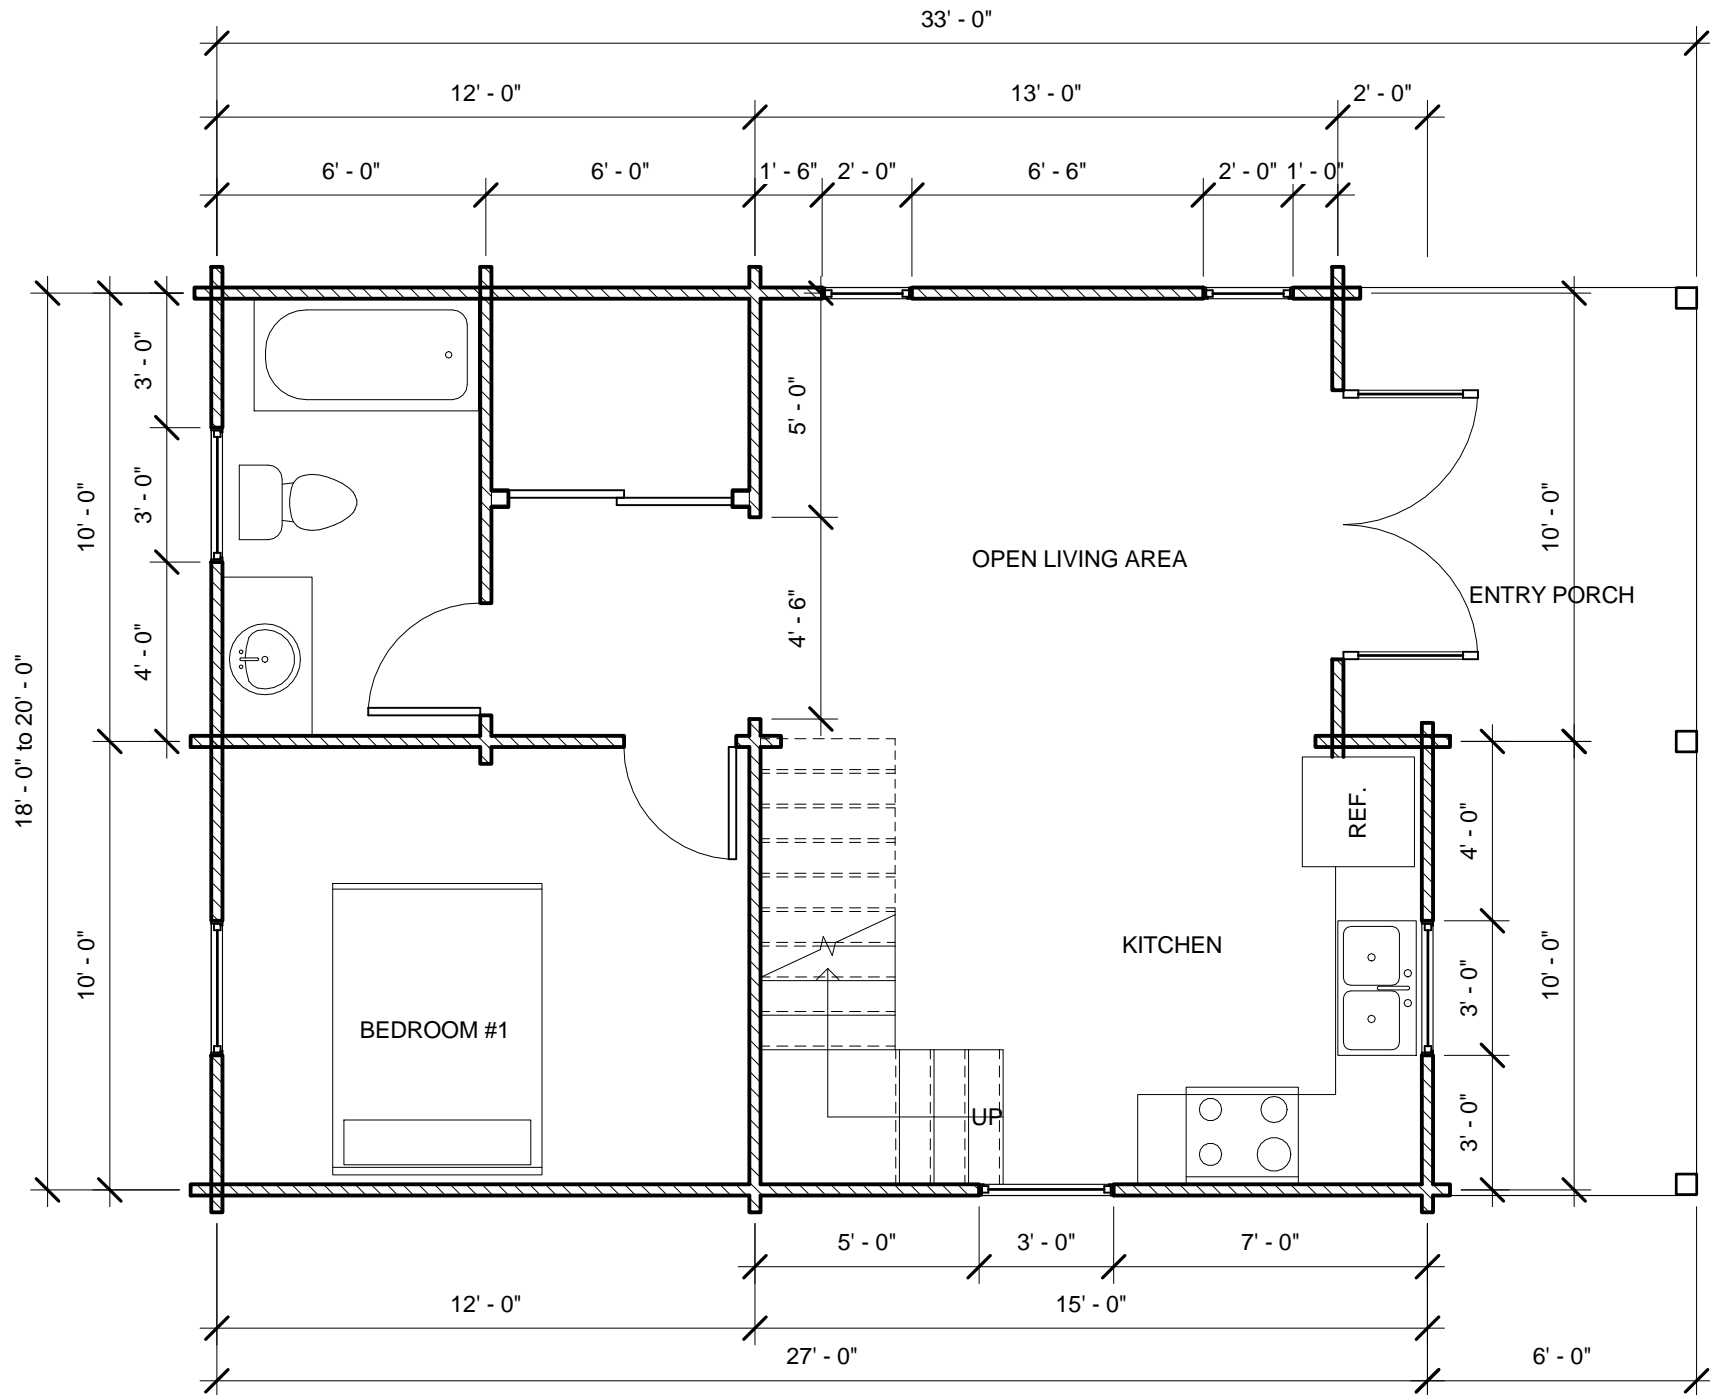 33' - 0"
12' - 0"
13' - 0"
2' - 0"
6' - 0"
6' - 0"
1' - 6"
2' - 0"
6' - 6"
2' - 0"
1' - 0"
18' - 0" to 20' - 0"
10' - 0"
10' - 0"
3' - 0"
3' - 0"
4' - 0"
5' - 0"
4' - 6"
OPEN LIVING AREA
ENTRY PORCH
10' - 0"
10' - 0"
REF.
4' - 0"
3' - 0"
3' - 0"
KITCHEN
BEDROOM #1
UP
5' - 0"
3' - 0"
7' - 0"
12' - 0"
15' - 0"
27' - 0"
6' - 0"